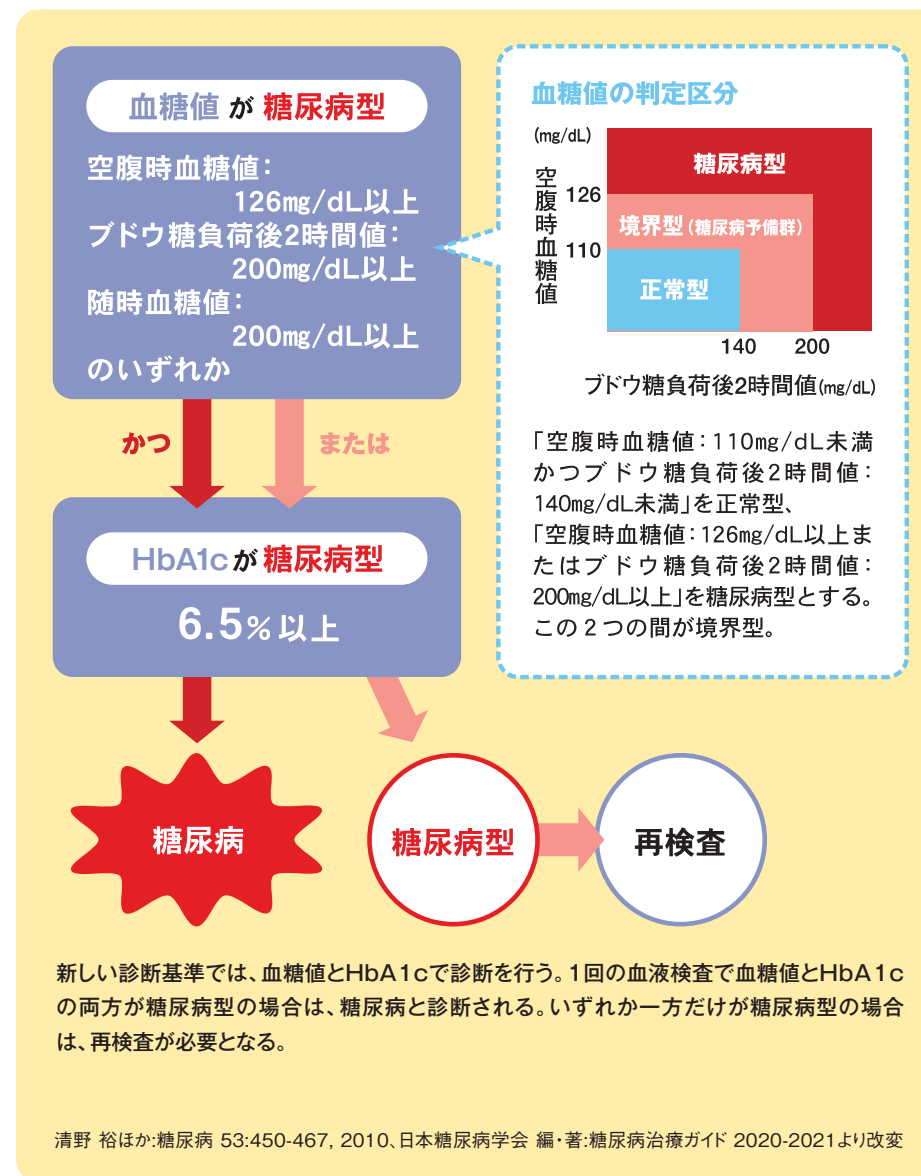 血糖値 が 糖尿病型
空腹時血糖値：
126mg/dL以上
ブドウ糖負荷後2時間値：
200mg/dL以上
随時血糖値：
200mg/dL以上
のいずれか
かつ
または
HbA1cが糖尿病型
6.5%以上
糖尿病
糖尿病型
再検査
血糖値の判定区分
(mg/dL)
空腹時血糖値
126
110
糖尿病型
境界型(糖尿病予備群)
正常型
140 200
ブドウ糖負荷後2時間値(mg/dL)
「空腹時血糖値：110mg/dL未満
かつブドウ糖負荷後2時間値：
140mg/dL未満」を正常型、
「空腹時血糖値：126mg/dL以上ま
たはブドウ糖負荷後2時間値：
200mg/dL以上」を糖尿病型とする。
この2つの間が境界型。
新しい診断基準では、血糖値とHbA1cで診断を行う。1回の血液検査で血糖値とHbA1c
の両方が糖尿病型の場合は、糖尿病と診断される。いずれか一方だけが糖尿病型の場合
は、再検査が必要となる。
清野 裕ほか:糖尿病 53:450-467, 2010、日本糖尿病学会 編・著:糖尿病治療ガイド 2020-2021より改変